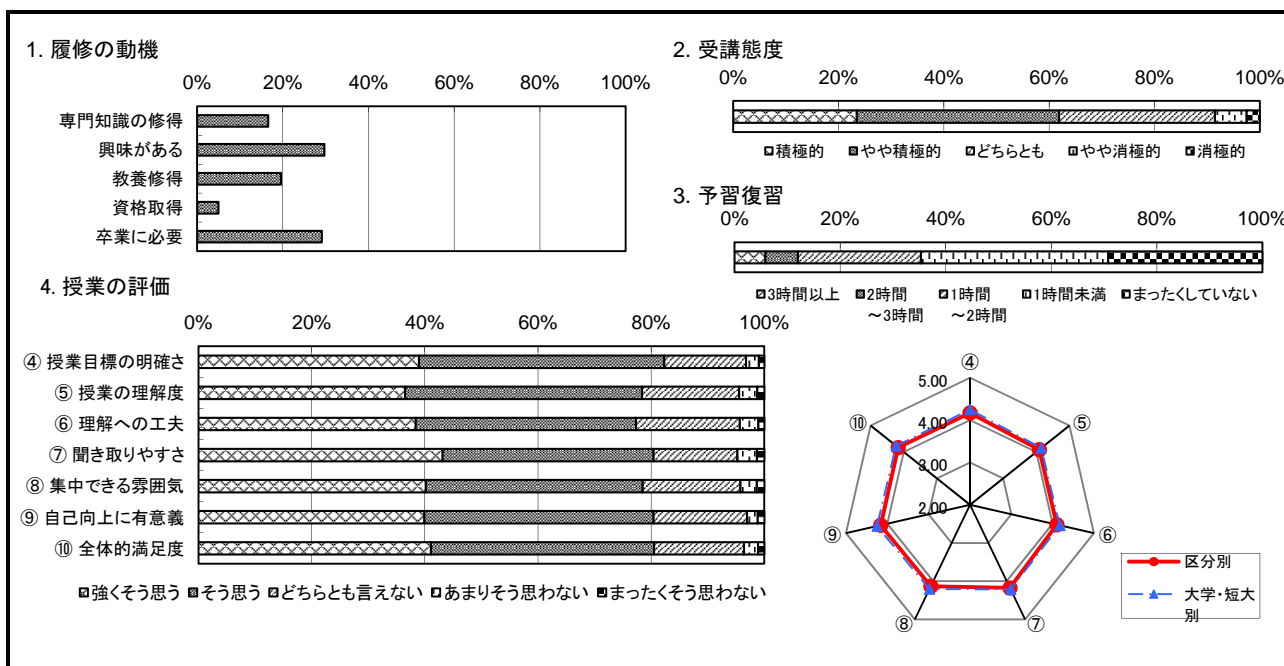 1. 履修の動機
0% 20% 40% 60% 80% 100%
専門知識の修得
興味がある
教養修得
資格取得
卒業に必要
2. 受講態度
0% 20% 40% 60% 80% 100%
積極的 やや積極的 どちらとも やや消極的 消極的
3. 予習復習
0% 20% 40% 60% 80% 100%
3時間以上 2時間 1時間 1時間未満 まったくしていない
～3時間 ～2時間
4. 授業の評価
0% 20% 40% 60% 80% 100%
④ 授業目標の明確さ
⑤ 授業の理解度
⑥ 理解への工夫
⑦ 聞き取りやすさ
⑧ 集中できる雰囲気
⑨ 自己向上に有意義
⑩ 全体的満足度
強くそう思う そう思う どちらとも言えない あまりそう思わない まったくそう思わない
④
5.00
⑩ ⑤
4.00
3.00
2.00
⑨ ⑥
⑧ ⑦
区分別
大学・短大
別